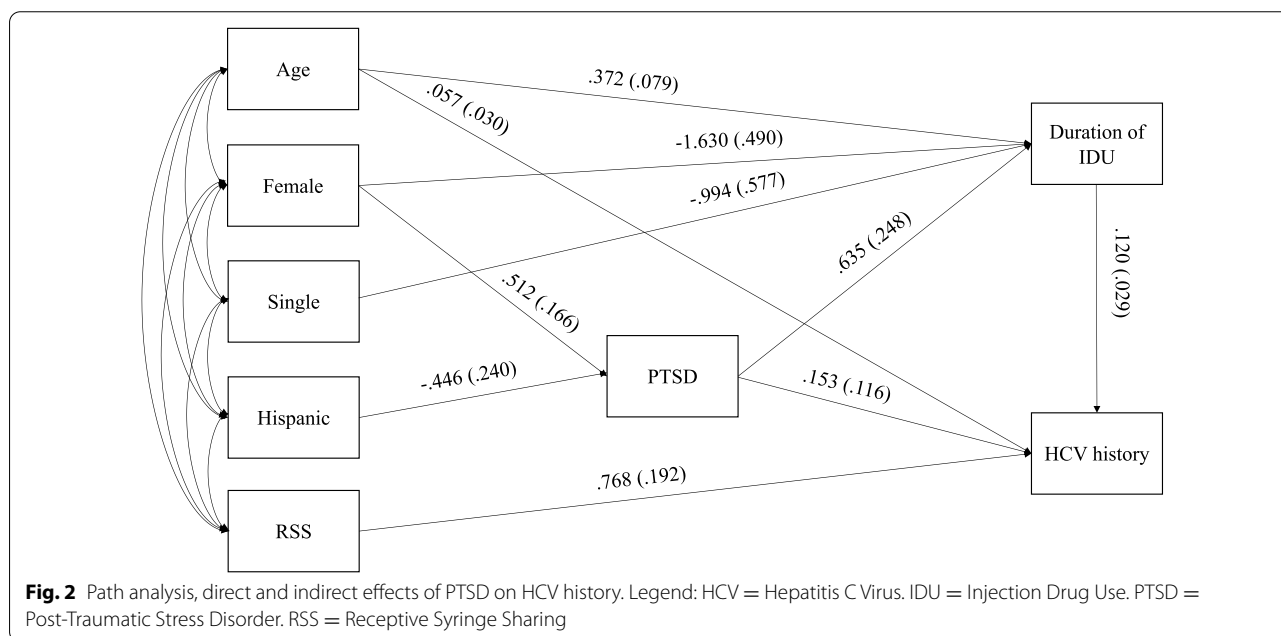 Age
.372 (.079)
.057 (.030)
Duration of
IDU
-1.630 (.490)
Female
-.994 (.577)
.635 (.248)
.120 (.029)
Single
.512 (.166)
PTSD
-.446 (.240)
.153 (.116)
Hispanic
HCV history
.768 (.192)
RSS
Fig. 2 Path analysis, direct and indirect effects of PTSD on HCV history. Legend: HCV = Hepatitis C Virus. IDU = Injection Drug Use. PTSD =
Post-Traumatic Stress Disorder. RSS = Receptive Syringe Sharing